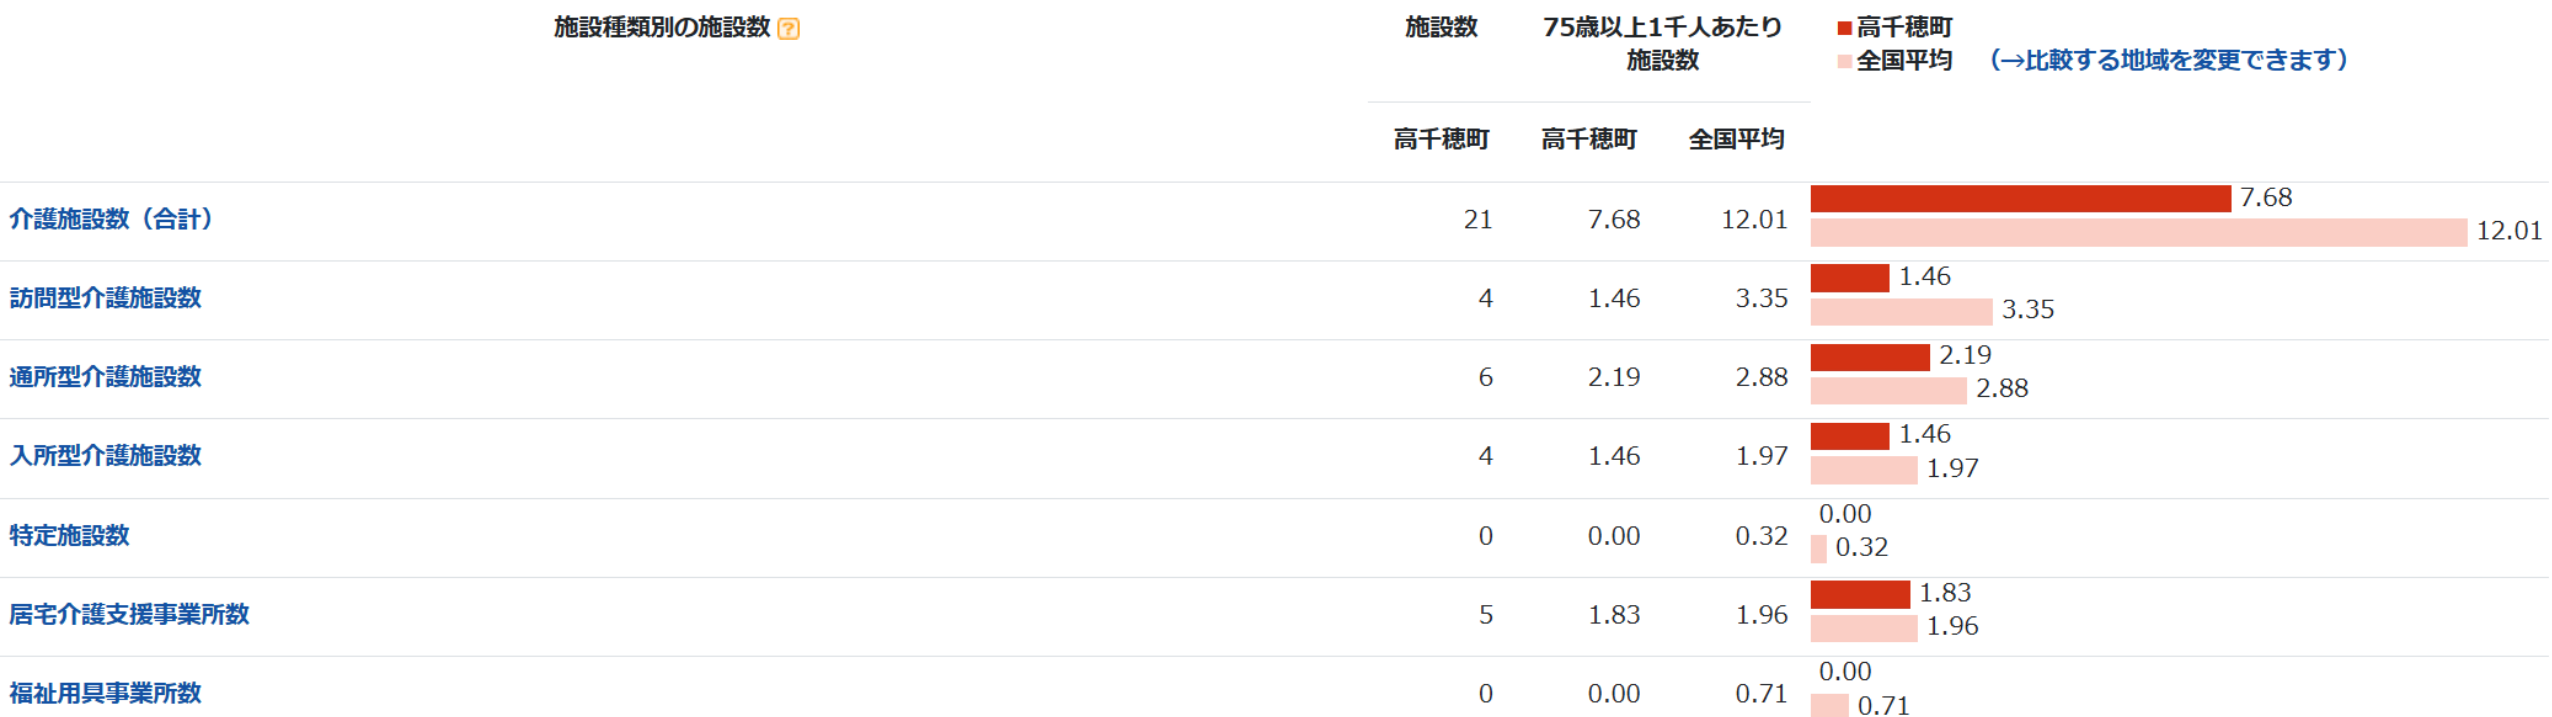 施設種類別の施設数 ?
施設数 75歳以上1千人あたり
施設数
■高千穂町
■全国平均 （→比較する地域を変更できます）
高千穂町 高千穂町 全国平均
介護施設数（合計） 21 7.68 12.01
7.68
12.01
訪問型介護施設数 4 1.46 3.35
1.46
3.35
通所型介護施設数 6 2.19 2.88
2.19
2.88
入所型介護施設数 4 1.46 1.97
1.46
1.97
特定施設数 0 0.00 0.32
0.00
0.32
居宅介護支援事業所数 5 1.83 1.96
1.83
1.96
福祉用具事業所数 0 0.00 0.71
0.00
0.71